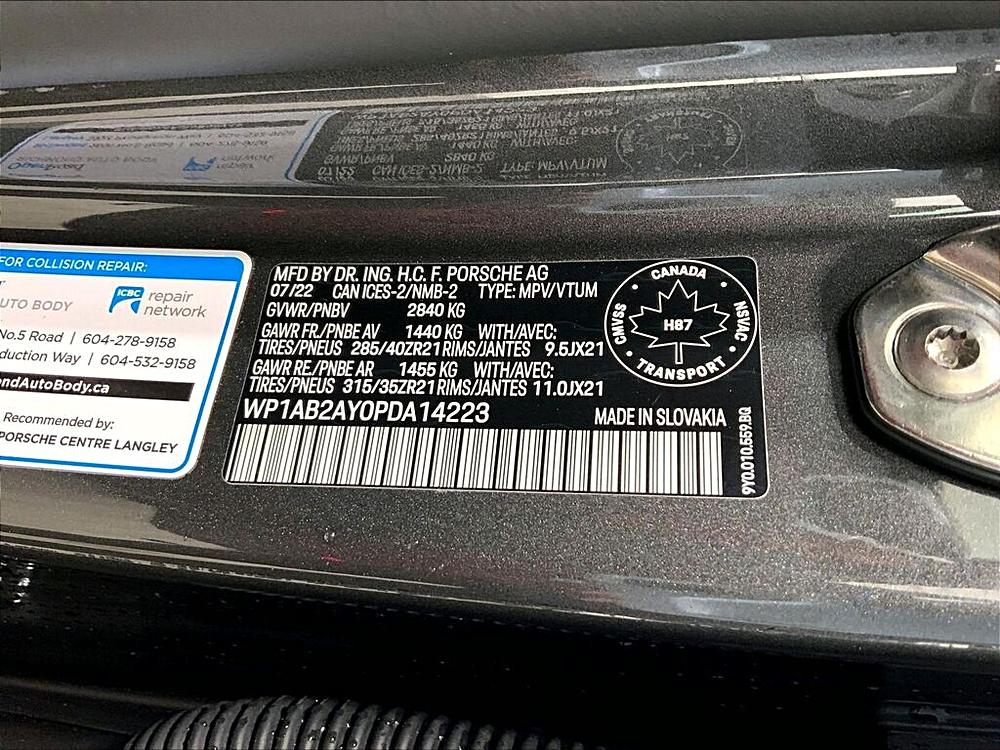 FOR COLLISION REPAIR:
UTO BODY
ICBC repair network
No.5 Road | 604-278-9158
duction Way | 604-532-9158
ndAutoBody.ca
Recommended by:
PORSCHE CENTRE LANGLEY
MFD BY DR. ING. H.C. F. PORSCHE AG
07/22 CAN ICES-2/NMB-2 TYPE: MPV/VTUM
GVWR/PNBV 2840 KG
GAWR FR./PNBE AV 1440 KG WITH/AVEC:
TIRES/PNEUS 285/40ZR21 RIMS/JANTES 9.5JX21
GAWR RE./PNBE AR 1455 KG WITH/AVEC:
TIRES/PNEUS 315/35ZR21 RIMS/JANTES 11.0JX21
WP1AB2AY0PDA14223 MADE IN SLOVAKIA
CANADA
CMVSS
H87
NSVAC
TRANSPORT
9Y0.010.559.BQ